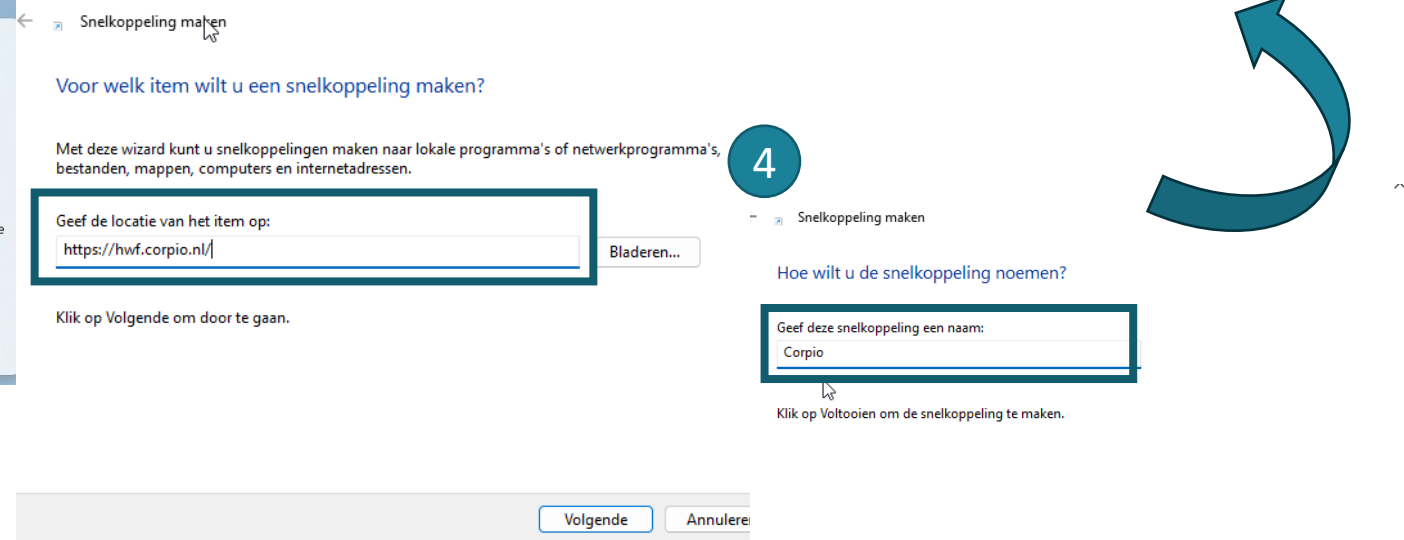 Snelkoppeling maken
Voor welk item wilt u een snelkoppeling maken?
Met deze wizard kunt u snelkoppelingen maken naar lokale programma's of netwerkprogramma's,
bestanden, mappen, computers en internetadressen.
Geef de locatie van het item op:
https://hwf.corpio.nl/
Bladeren...
Klik op Volgende om door te gaan.
Volgende
4
Snelkoppeling maken
Hoe wilt u de snelkoppeling noemen?
Geef deze snelkoppeling een naam:
Corpio
Klik op Voltooien om de snelkoppeling te maken.